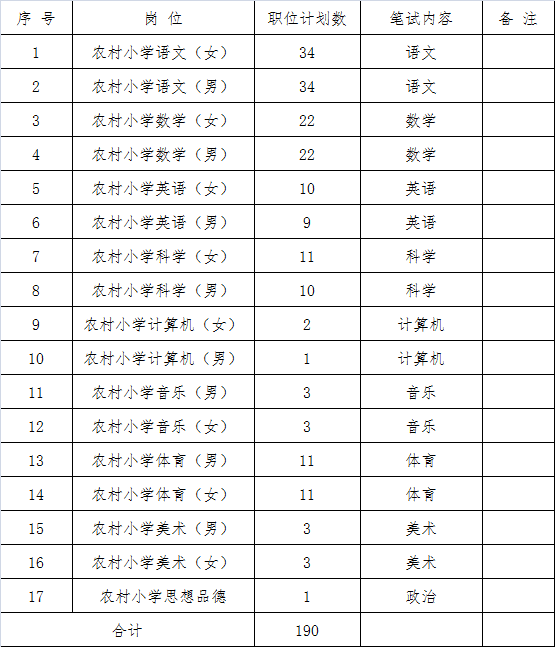 序 号 岗 位 职位计划数 笔试内容 备 注
1 农村小学语文（女） 34 语文
2 农村小学语文（男） 34 语文
3 农村小学数学（女） 22 数学
4 农村小学数学（男） 22 数学
5 农村小学英语（女） 10 英语
6 农村小学英语（男） 9 英语
7 农村小学科学（女） 11 科学
8 农村小学科学（男） 10 科学
9 农村小学计算机（女） 2 计算机
10 农村小学计算机（男） 1 计算机
11 农村小学音乐（男） 3 音乐
12 农村小学音乐（女） 3 音乐
13 农村小学体育（男） 11 体育
14 农村小学体育（女） 11 体育
15 农村小学美术（男） 3 美术
16 农村小学美术（女） 3 美术
17 农村小学思想品德 1 政治
合计 190